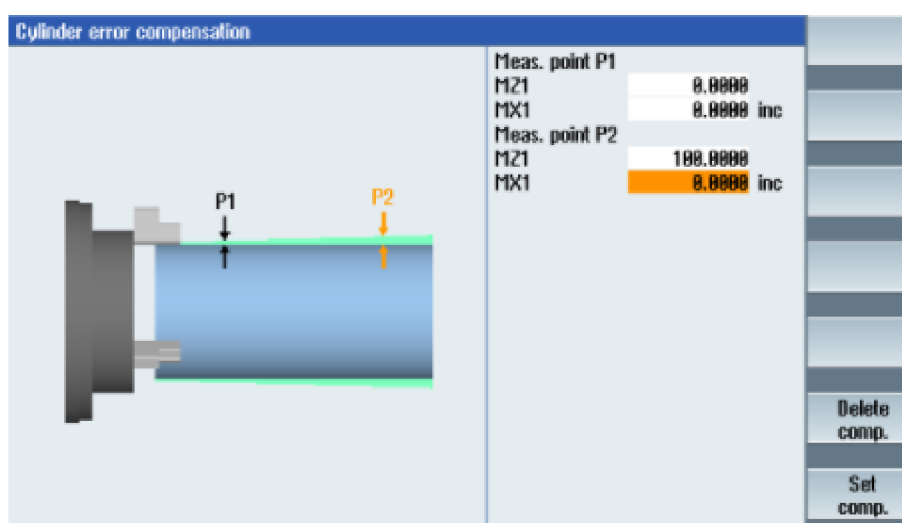 Cylinder error compensation
Meas. point P1
MZ1 0.0000
MX1 0.0000 inc
Meas. point P2
MZ1 100.0000
MX1 0.0000 inc
P1 P2
Delete
comp.
Set
comp.